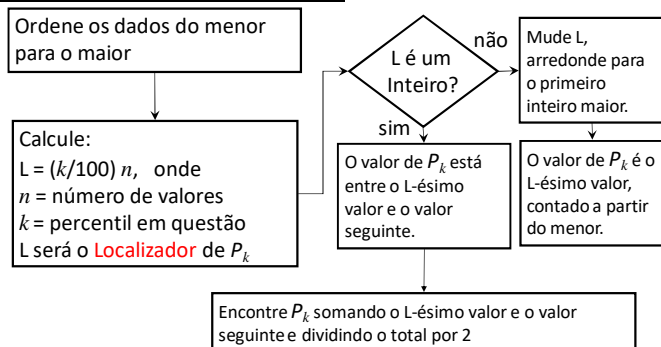 Ordene os dados do menor
para o maior
Calcule:
L = (k/100) n, onde
n = número de valores
k = percentil em questão
L será o Localizador de Pk
L é um
Inteiro?
não
sim
Mude L,
arredonde para
o primeiro
inteiro maior.
O valor de Pk está
entre o L-ésimo
valor e o valor
seguinte.
O valor de Pk é o
L-ésimo valor,
contado a partir
do menor.
Encontre Pk somando o L-ésimo valor e o valor
seguinte e dividindo o total por 2